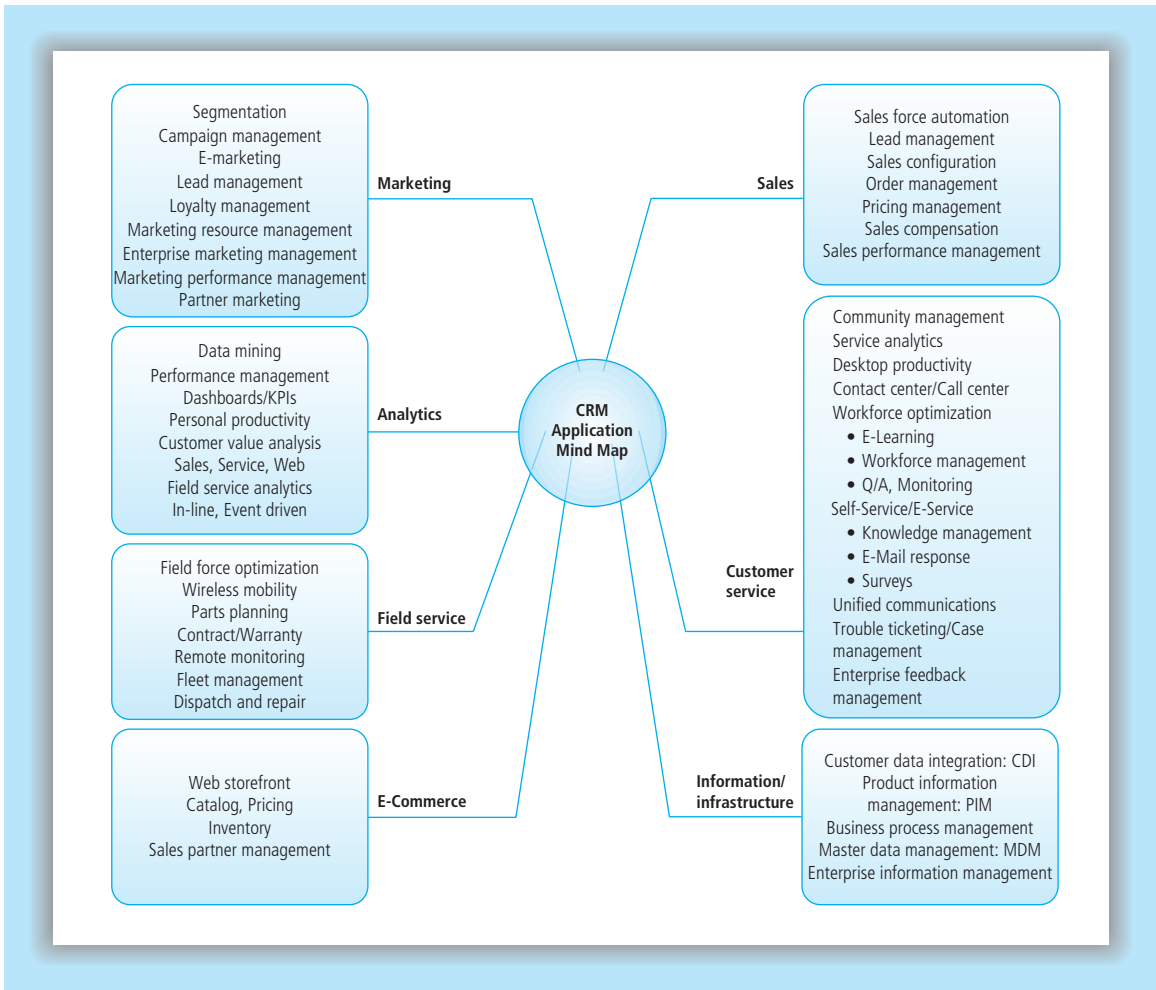 Segmentation
Campaign management
E-marketing
Lead management
Loyalty management
Marketing resource management
Enterprise marketing management
Marketing performance management
Partner marketing
Marketing
Sales
Sales force automation
Lead management
Sales configuration
Order management
Pricing management
Sales compensation
Sales performance management
Data mining
Performance management
Dashboards/KPIs
Personal productivity
Customer value analysis
Sales, Service, Web
Field service analytics
In-line, Event driven
Analytics
CRM
Application
Mind Map
Customer
service
Community management
Service analytics
Desktop productivity
Contact center/Call center
Workforce optimization
• E-Learning
• Workforce management
• Q/A, Monitoring
Self-Service/E-Service
• Knowledge management
• E-Mail response
• Surveys
Unified communications
Trouble ticketing/Case
management
Enterprise feedback
management
Field force optimization
Wireless mobility
Parts planning
Contract/Warranty
Remote monitoring
Fleet management
Dispatch and repair
Field service
Web storefront
Catalog, Pricing
Inventory
Sales partner management
E-Commerce
Information/
infrastructure
Customer data integration: CDI
Product information
management: PIM
Business process management
Master data management: MDM
Enterprise information management